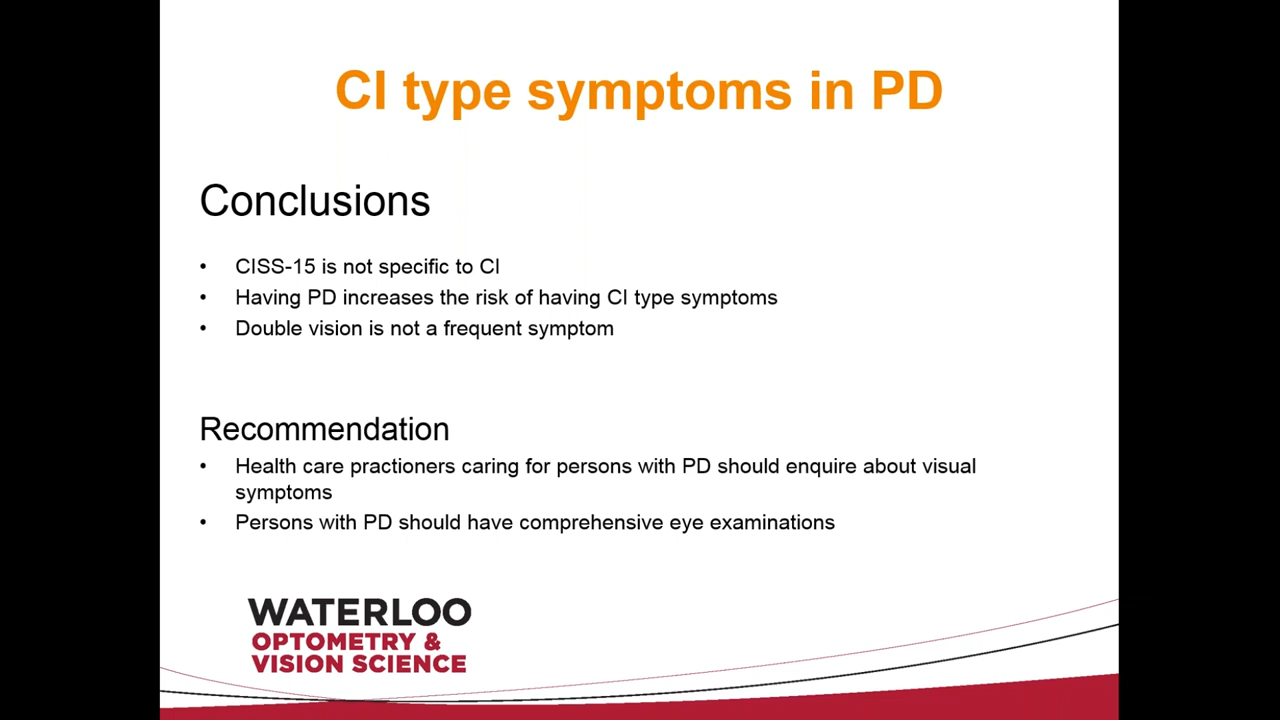 CI type symptoms in PD
Conclusions
• CISS-15 is not specific to CI
• Having PD increases the risk of having CI type symptoms
• Double vision is not a frequent symptom
Recommendation
• Health care practioners caring for persons with PD should enquire about visual
symptoms
• Persons with PD should have comprehensive eye examinations
WATERLOO
OPTOMETRY &
VISION SCIENCE